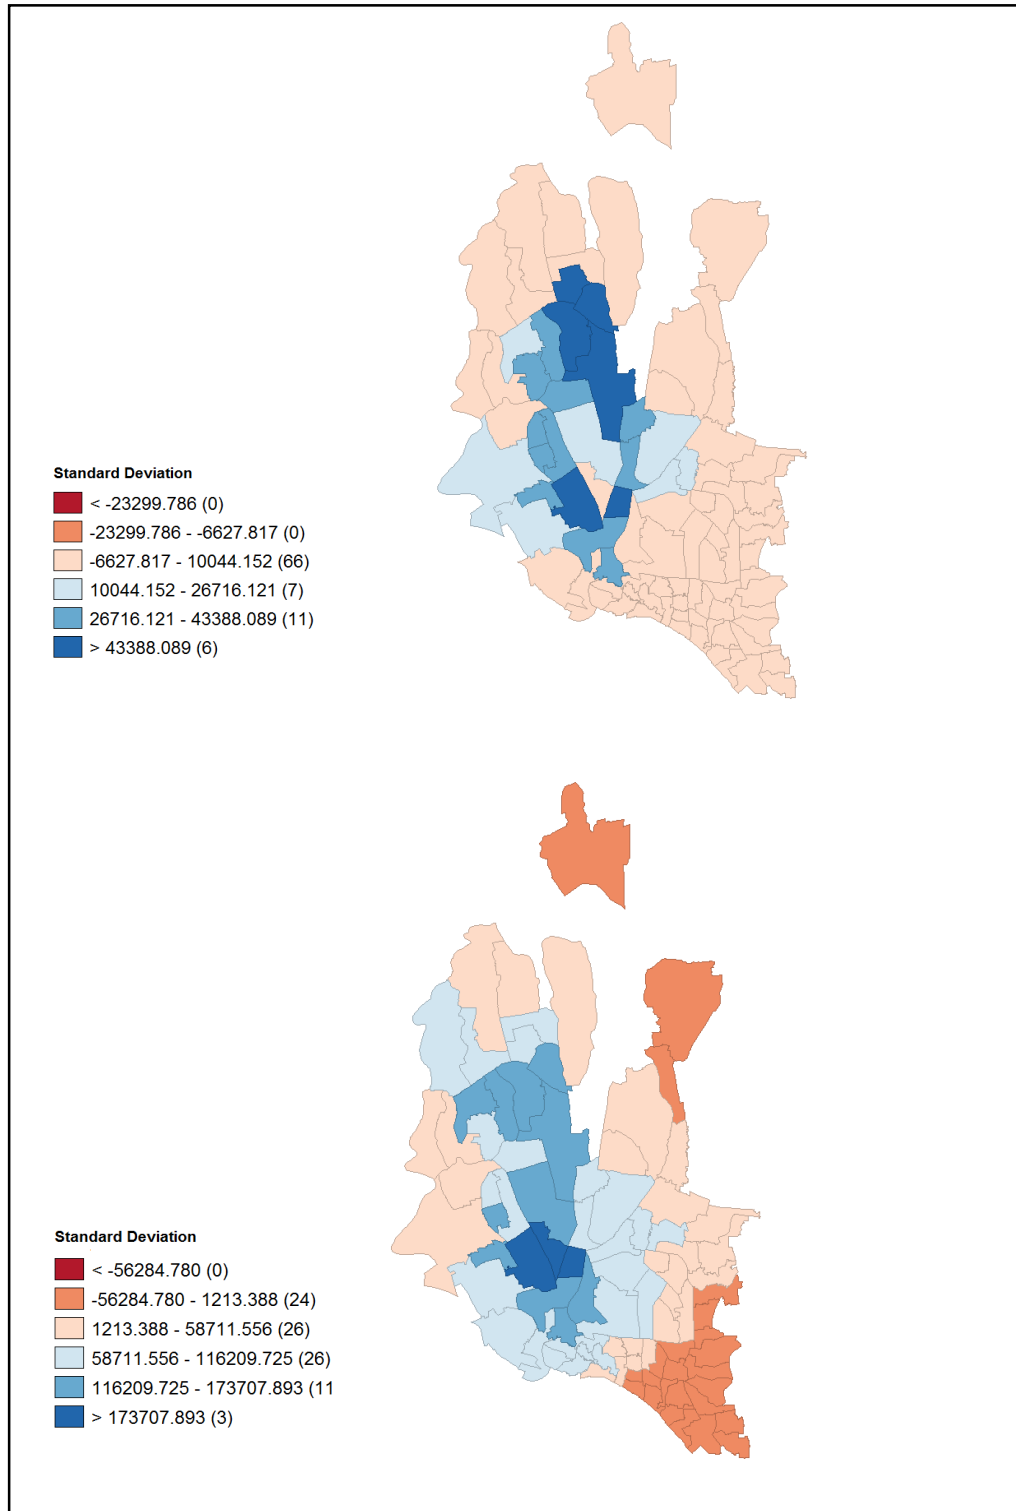 Standard Deviation
< -23299.786 (0)
-23299.786 - -6627.817 (0)
-6627.817 - 10044.152 (66)
10044.152 - 26716.121 (7)
26716.121 - 43388.089 (11)
> 43388.089 (6)
Standard Deviation
< -56284.780 (0)
-56284.780 - 1213.388 (24)
1213.388 - 58711.556 (26)
58711.556 - 116209.725 (26)
116209.725 - 173707.893 (11
> 173707.893 (3)